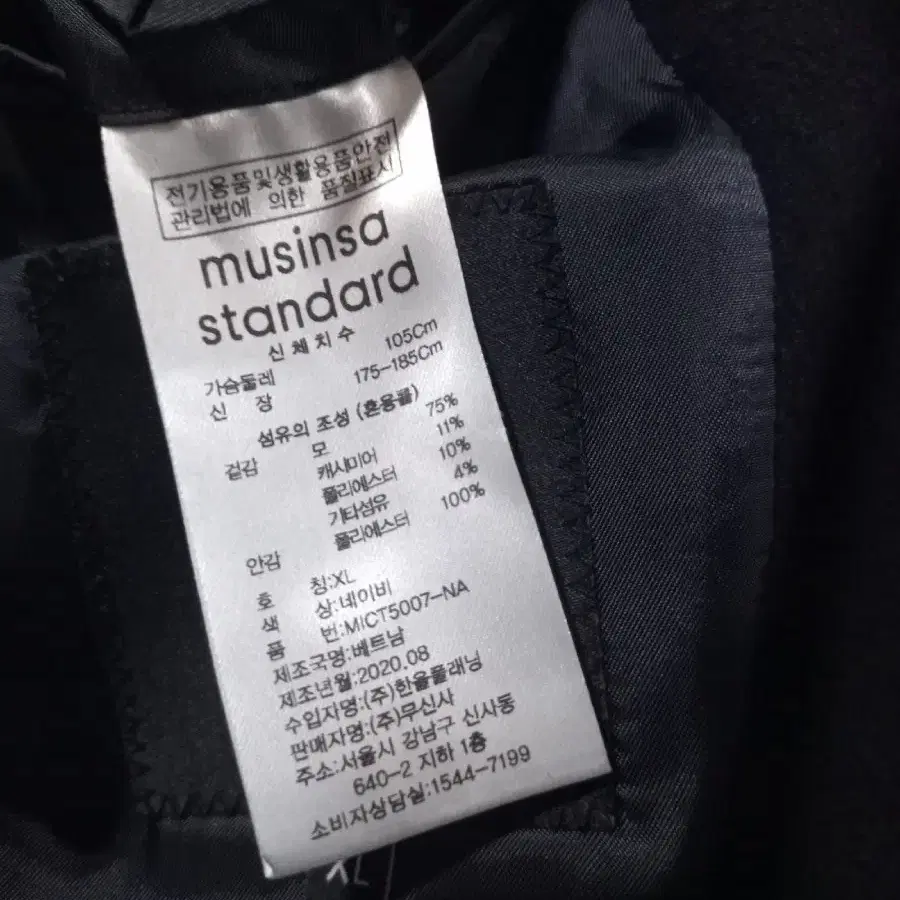 전기용품및생활용품안전
관리법에 의한 품질표시
musinsa
standard
신체치수
가슴둘레 105Cm
신 장 175-185Cm
섬유의 조성 (혼용률)
겉감 모 75%
캐시미어 11%
폴리에스터 10%
기타섬유 4%
안감 폴리에스터 100%
호 칭:XL
색 상:네이비
품 번:MICT5007-NA
제조국명:베트남
제조년월:2020.08
수입자명:(주)한울플래닝
판매자명:(주)무신사
주소:서울시 강남구 신사동
640-2 지하 1층
소비자상담실:1544-7199
XL